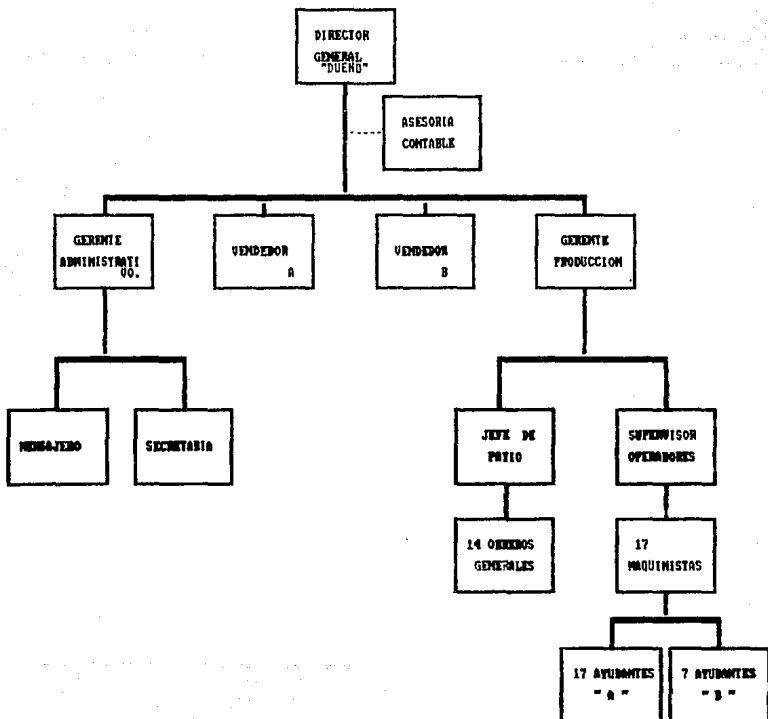 DIRECTOR
GENERAL
"DUEÑO"
ASESORIA
CONTABLE
GERENTE
ADMINISTRATI
VO.
VENDEDOR
A
VENDEDOR
B
GERENTE
PRODUCCION
MENSAJERO
SECRETARIA
JEFE DE
PATIO
SUPERVISOR
OPERADORES
14 OBREROS
GENERALES
17
MAQUINISTAS
17 AYUDANTES
" A "
7 AYUDANTES
" B "